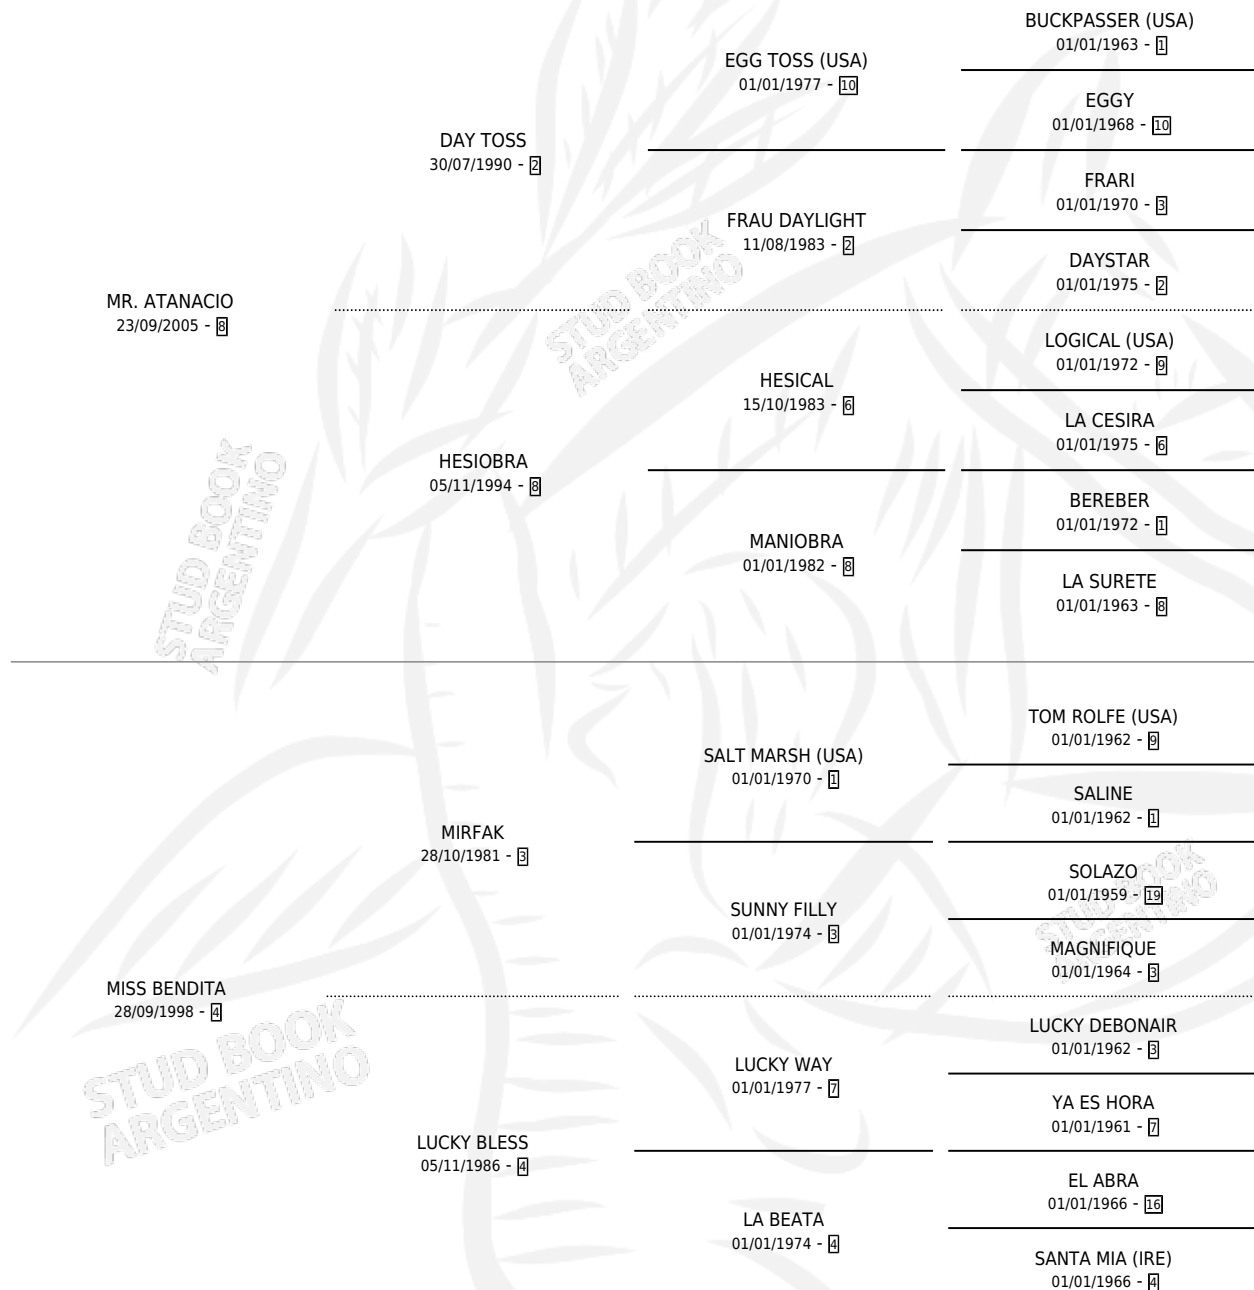 BUCKPASSER (USA)
01/01/1963 - 1
EGG TOSS (USA)
01/01/1977 - 10
EGGY
01/01/1968 - 10
DAY TOSS
30/07/1990 - 2
FRARI
01/01/1970 - 3
FRAU DAYLIGHT
11/08/1983 - 2
DAYSTAR
01/01/1975 - 2
MR. ATANACIO
23/09/2005 - 8
LOGICAL (USA)
01/01/1972 - 9
HESICAL
15/10/1983 - 6
LA CESIRA
01/01/1975 - 6
HESIOBRA
05/11/1994 - 8
BEREBER
01/01/1972 - 1
MANIOBRA
01/01/1982 - 8
LA SURETE
01/01/1963 - 8
TOM ROLFE (USA)
01/01/1962 - 9
SALT MARSH (USA)
01/01/1970 - 1
SALINE
01/01/1962 - 1
MIRFAK
28/10/1981 - 3
SOLAZO
01/01/1959 - 19
SUNNY FILLY
01/01/1974 - 3
MAGNIFIQUE
01/01/1964 - 3
MISS BENDITA
28/09/1998 - 4
LUCKY DEBONAIR
01/01/1962 - 3
LUCKY WAY
01/01/1977 - 7
YA ES HORA
01/01/1961 - 7
LUCKY BLESS
05/11/1986 - 4
EL ABRA
01/01/1966 - 16
LA BEATA
01/01/1974 - 4
SANTA MIA (IRE)
01/01/1966 - 4
STUD BOOK
ARGENTINO
STUD BOOK
ARGENTINO
STUD BOOK
ARGENTINO
STUD BOOK
ARGENTINO